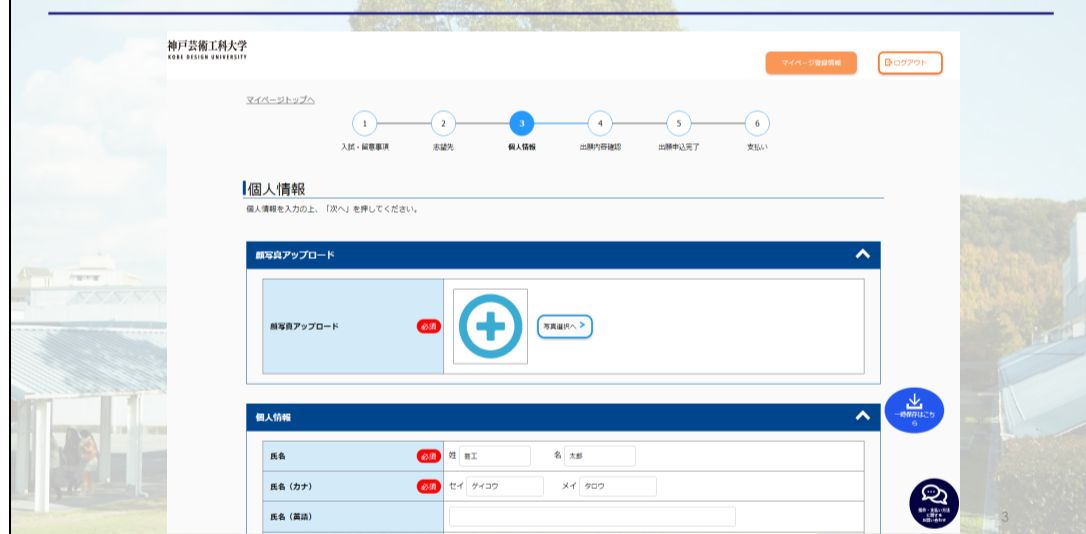 神戸芸術工科大学
KOBE DESIGN UNIVERSITY
マイページ登録情報
ログアウト
マイページトップへ
1 2 3 4 5 6
入試・留意事項 志望先 個人情報 出願内容確認 出願申込完了 支払い
個人情報
個人情報を入力の上、「次へ」を押してください。
顔写真アップロード
顔写真アップロード 必須 写真選択へ
個人情報
一時保存はこちら
氏名 必須 姓 芸工 名 太郎
氏名（カナ） 必須 セイ ゲイコウ メイ タロウ
氏名（英語）
3